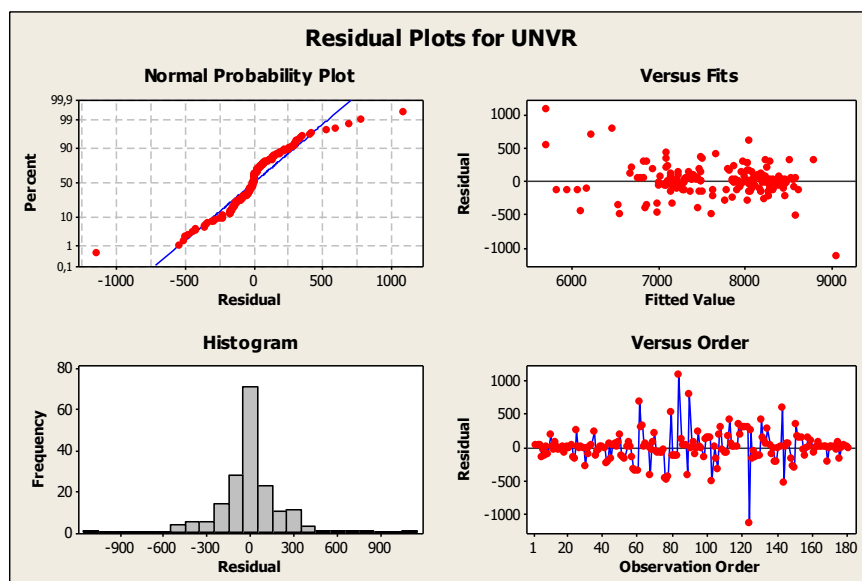 Residual Plots for UNVR
Normal Probability Plot
99,9
99
90
50
10
1
0,1
Percent
-1000 -500 0 500 1000
Residual
Versus Fits
1000
500
0
-500
-1000
Residual
6000 7000 8000 9000
Fitted Value
Histogram
80
60
40
20
0
Frequency
-900 -600 -300 0 300 600 900
Residual
Versus Order
1000
500
0
-500
-1000
Residual
1 20 40 60 80 100 120 140 160 180
Observation Order